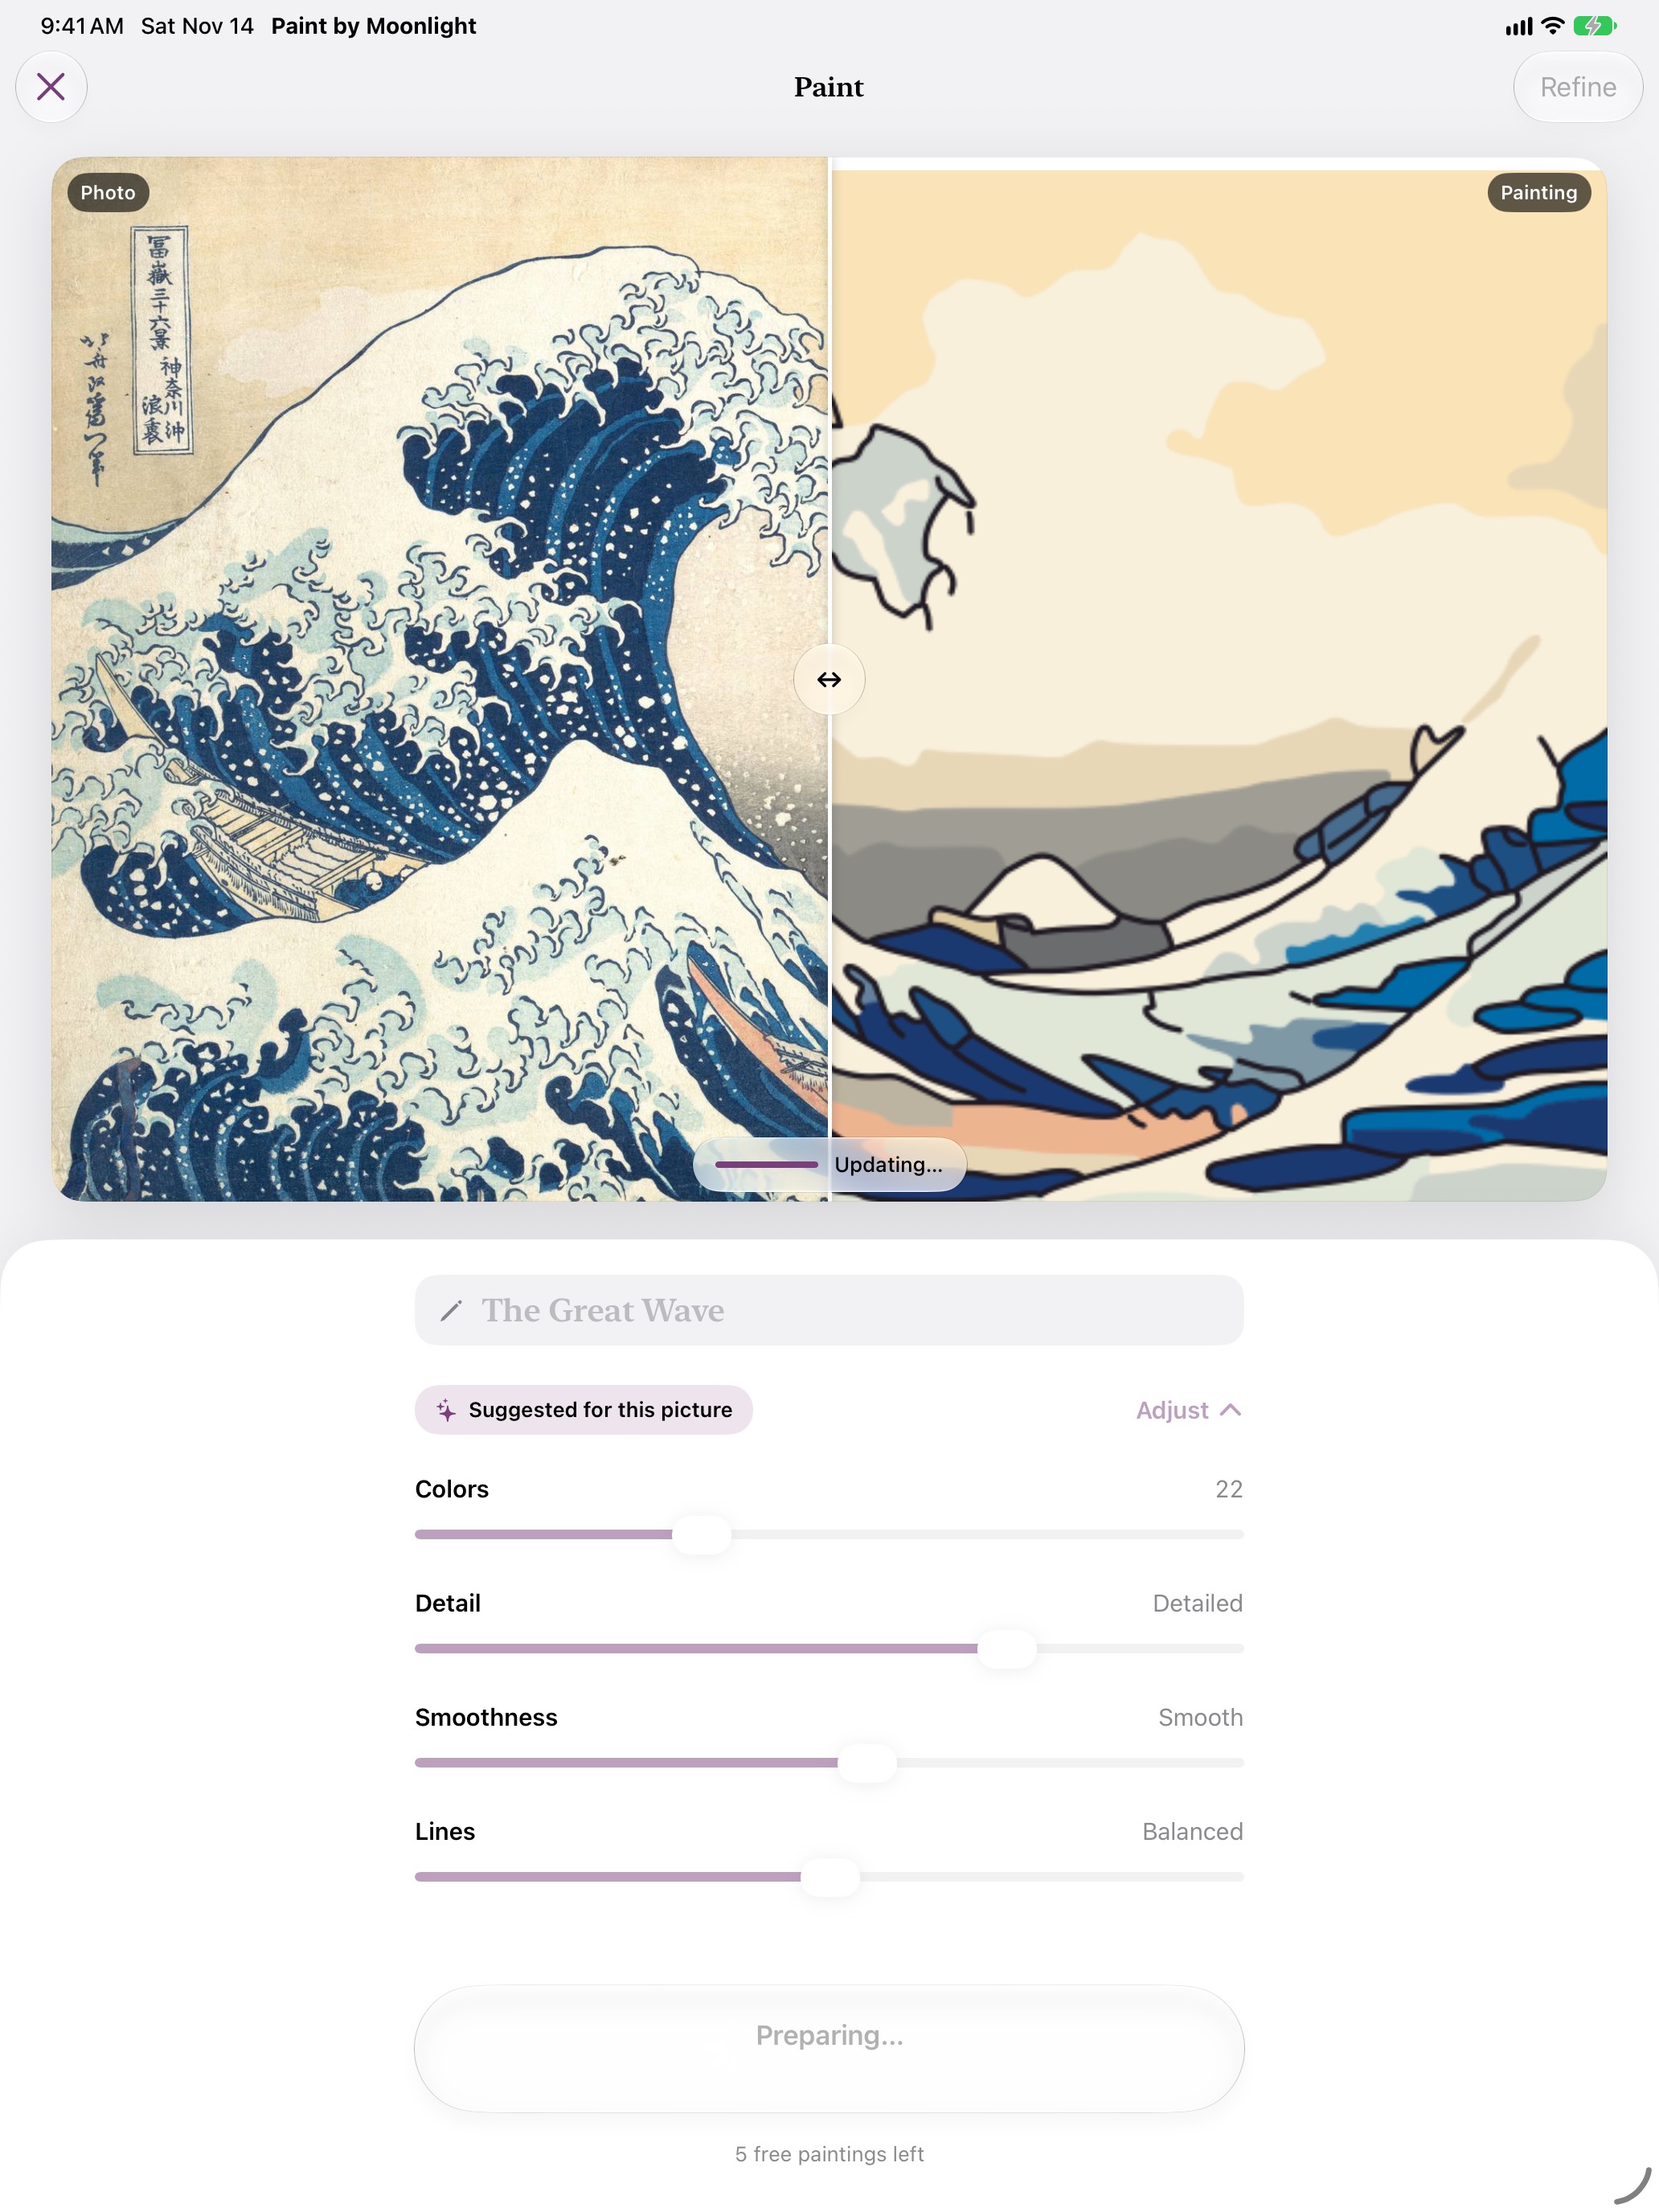 9:41 AM Sat Nov 14 Paint by Moonlight
Paint
Refine
Photo
Painting
冨嶽三十六景
神奈川沖
浪裏
Updating...
The Great Wave
Suggested for this picture
Adjust
Colors
22
Detail
Detailed
Smoothness
Smooth
Lines
Balanced
Preparing...
5 free paintings left